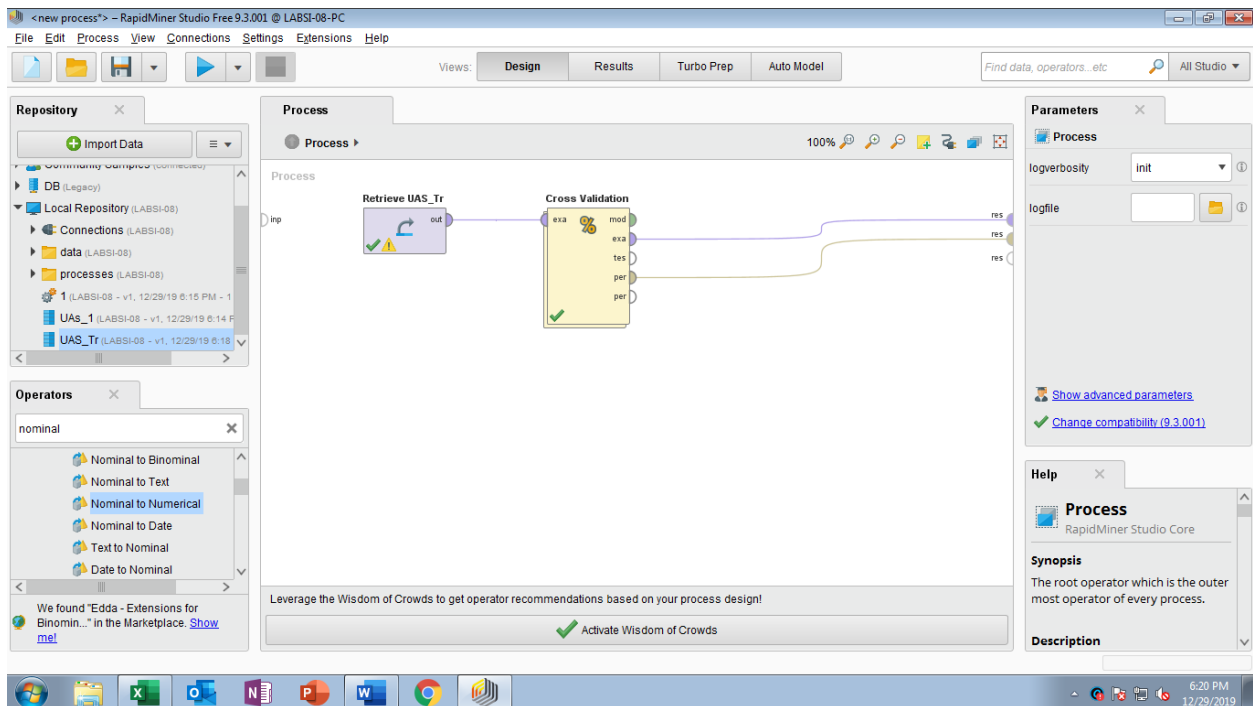 <new process*> – RapidMiner Studio Free 9.3.001 @ LABSI-08-PC
File Edit Process View Connections Settings Extensions Help
Views: Design Results Turbo Prep Auto Model
Find data, operators...etc
All Studio
Repository
Import Data
Community Samples (connected)
DB (Legacy)
Local Repository (LABSI-08)
Connections (LABSI-08)
data (LABSI-08)
processes (LABSI-08)
1 (LABSI-08 - v1, 12/29/19 6:15 PM - 1
UAs_1 (LABSI-08 - v1, 12/29/19 6:14 P
UAS_Tr (LABSI-08 - v1, 12/29/19 6:18
Operators
nominal
Nominal to Binominal
Nominal to Text
Nominal to Numerical
Nominal to Date
Text to Nominal
Date to Nominal
We found "Edda - Extensions for
Binomin..." in the Marketplace. Show
me!
Process
Process
100%
Process
inp
Retrieve UAS_Tr
out
Cross Validation
exa
%
mod
exa
tes
per
per
res
res
res
Leverage the Wisdom of Crowds to get operator recommendations based on your process design!
Activate Wisdom of Crowds
Parameters
Process
logverbosity
init
logfile
Show advanced parameters
Change compatibility (9.3.001)
Help
Process
RapidMiner Studio Core
Synopsis
The root operator which is the outer
most operator of every process.
Description
6:20 PM
12/29/2019